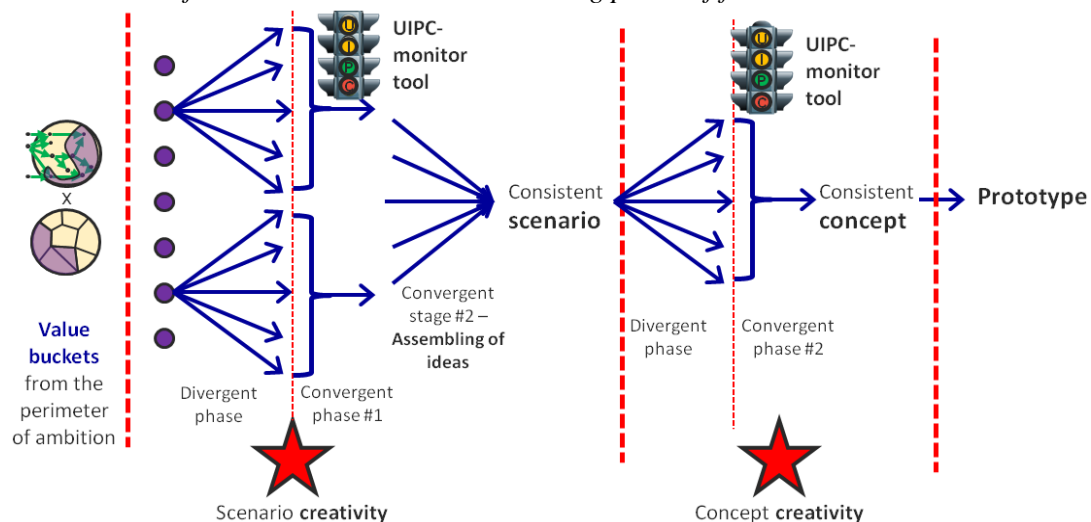 UIPC-
monitor
tool
U
I
P
C
UIPC-
monitor
tool
U
I
P
C
X
Value
buckets
from the
perimeter
of ambition
Divergent
phase
Convergent
phase #1
Convergent
stage #2 –
Assembling of
ideas
Consistent
scenario
Divergent
phase
Convergent
phase #2
Consistent
concept
Prototype
Scenario creativity
Concept creativity